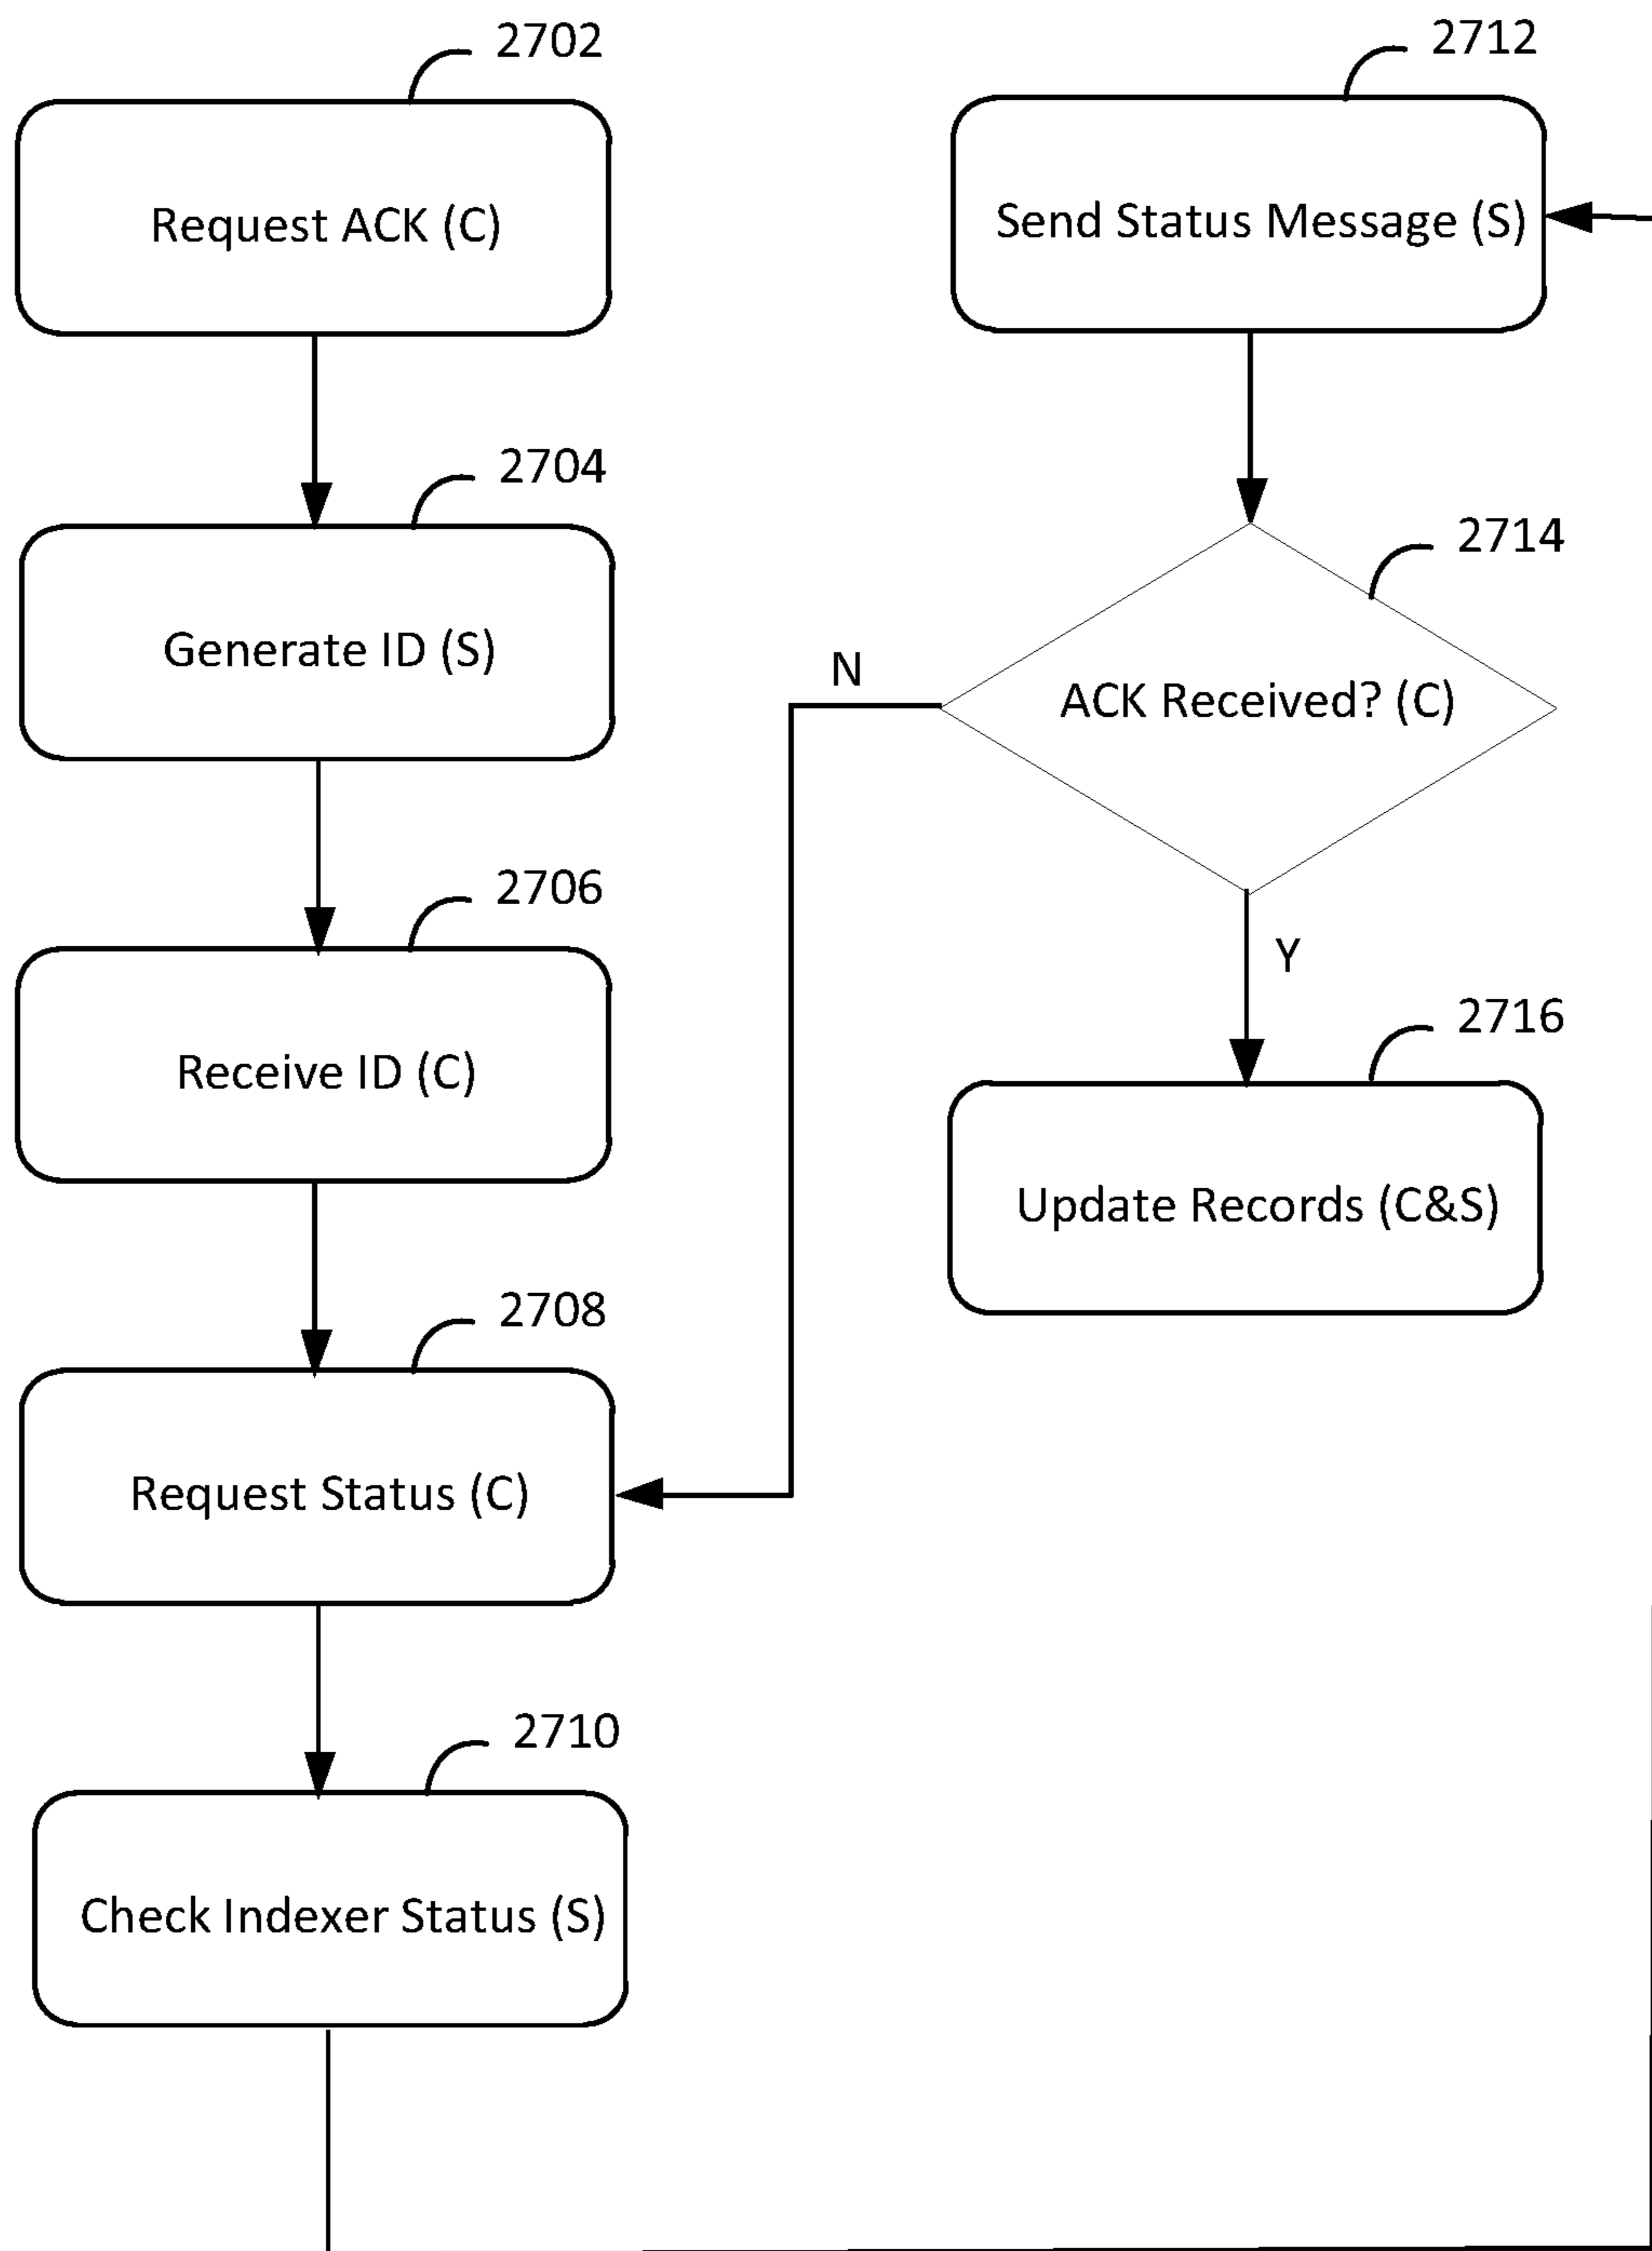 2702
Request ACK (C)
2704
Generate ID (S)
2706
Receive ID (C)
2708
Request Status (C)
2710
Check Indexer Status (S)
2712
Send Status Message (S)
2714
ACK Received? (C)
N
Y
2716
Update Records (C&S)